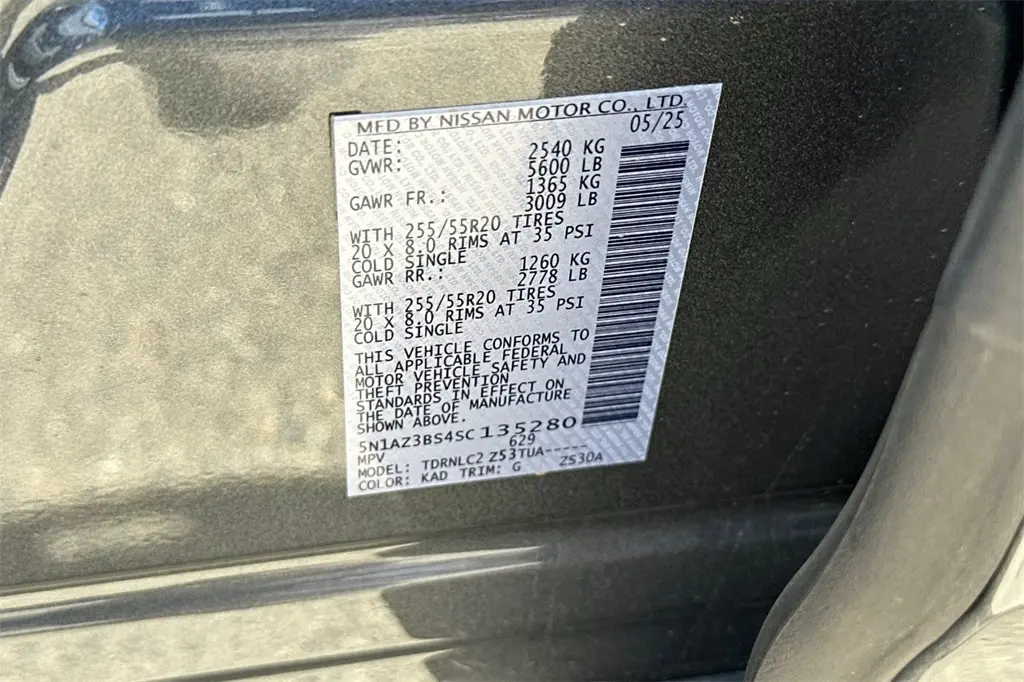 MFD BY NISSAN MOTOR CO., LTD.
DATE: 05/25
GVWR: 2540 KG
5600 LB
GAWR FR.: 1365 KG
3009 LB
WITH 255/55R20 TIRES
20 X 8.0 RIMS AT 35 PSI
COLD SINGLE
GAWR RR.: 1260 KG
2778 LB
WITH 255/55R20 TIRES
20 X 8.0 RIMS AT 35 PSI
COLD SINGLE
THIS VEHICLE CONFORMS TO
ALL APPLICABLE FEDERAL
MOTOR VEHICLE SAFETY AND
THEFT PREVENTION
STANDARDS IN EFFECT ON
THE DATE OF MANUFACTURE
SHOWN ABOVE.
5N1AZ3BS4SC135280
MPV 629
MODEL: TDRNLC2 Z53TUA-----
COLOR: KAD TRIM: G Z530A